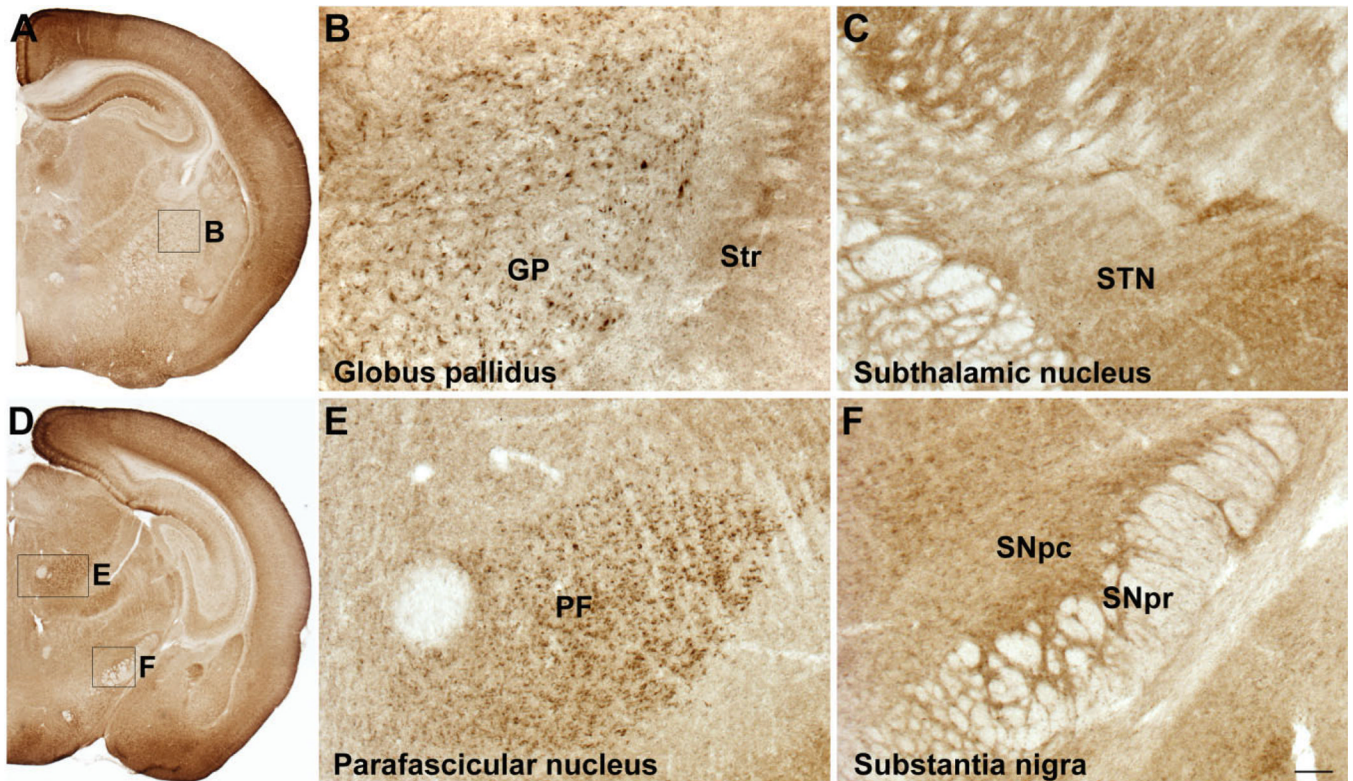 A
B
B
GP
Str
Globus pallidus
C
STN
Subthalamic nucleus
D
E
F
E
PF
Parafascicular nucleus
F
SNpc
SNpr
Substantia nigra